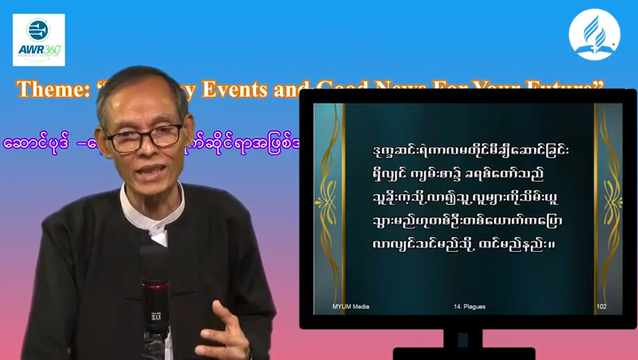 AWR360°
Theme: " y Events and Good News For Your Future"
ဆောင်ပုဒ် –
ဒုက္ခဆင်းရဲကာလမတိုင်မီချီဆောင်ခြင်း
ရှိလျှင် ကျမ်းစာ၌ ခရစ်တော်သည်
သူခိုးကဲ့သို့လာ၍သူ့လူများကိုသိမ်းယူ
သွားမည်ဟုတစ်ဦးတစ်ယောက်ကပြော
လာလျှင်သင်မည်သို့ ထင်မည်နည်း။
MYUM Media 14. Plagues 102